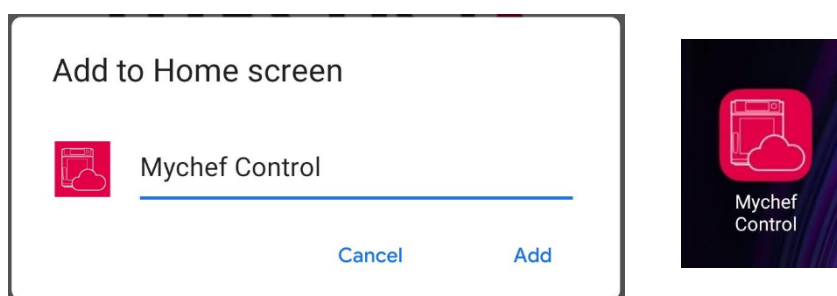 Add to Home screen
Mychef Control
Cancel Add
Mychef
Control